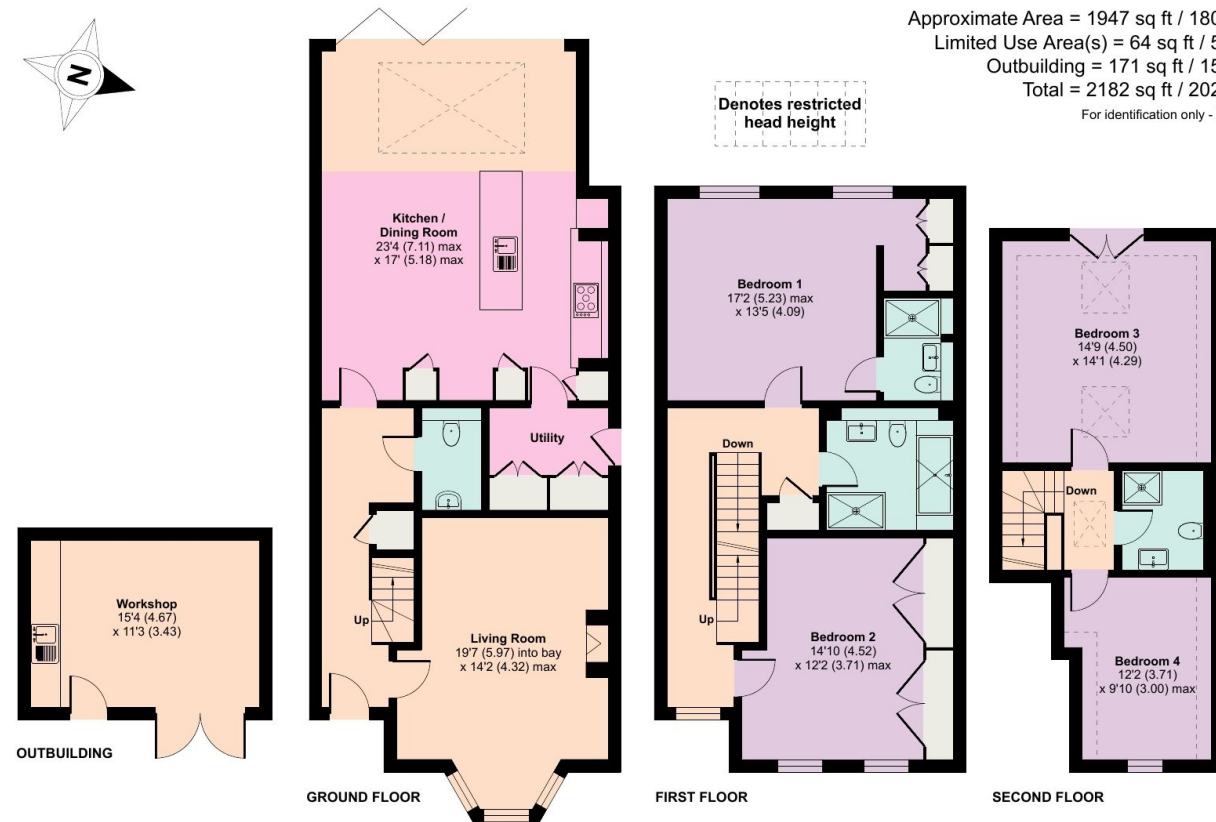 Approximate Area = 1947 sq ft / 180
Limited Use Area(s) = 64 sq ft / 5
Outbuilding = 171 sq ft / 15
Total = 2182 sq ft / 202
For identification only -
N
Denotes restricted
head height
Kitchen /
Dining Room
23'4 (7.11) max
x 17' (5.18) max
Utility
Up
Living Room
19'7 (5.97) into bay
x 14'2 (4.32) max
Workshop
15'4 (4.67)
x 11'3 (3.43)
OUTBUILDING
GROUND FLOOR
Bedroom 1
17'2 (5.23) max
x 13'5 (4.09)
Down
Up
Bedroom 2
14'10 (4.52)
x 12'2 (3.71) max
FIRST FLOOR
Bedroom 3
14'9 (4.50)
x 14'1 (4.29)
Down
Bedroom 4
12'2 (3.71)
x 9'10 (3.00) max
SECOND FLOOR